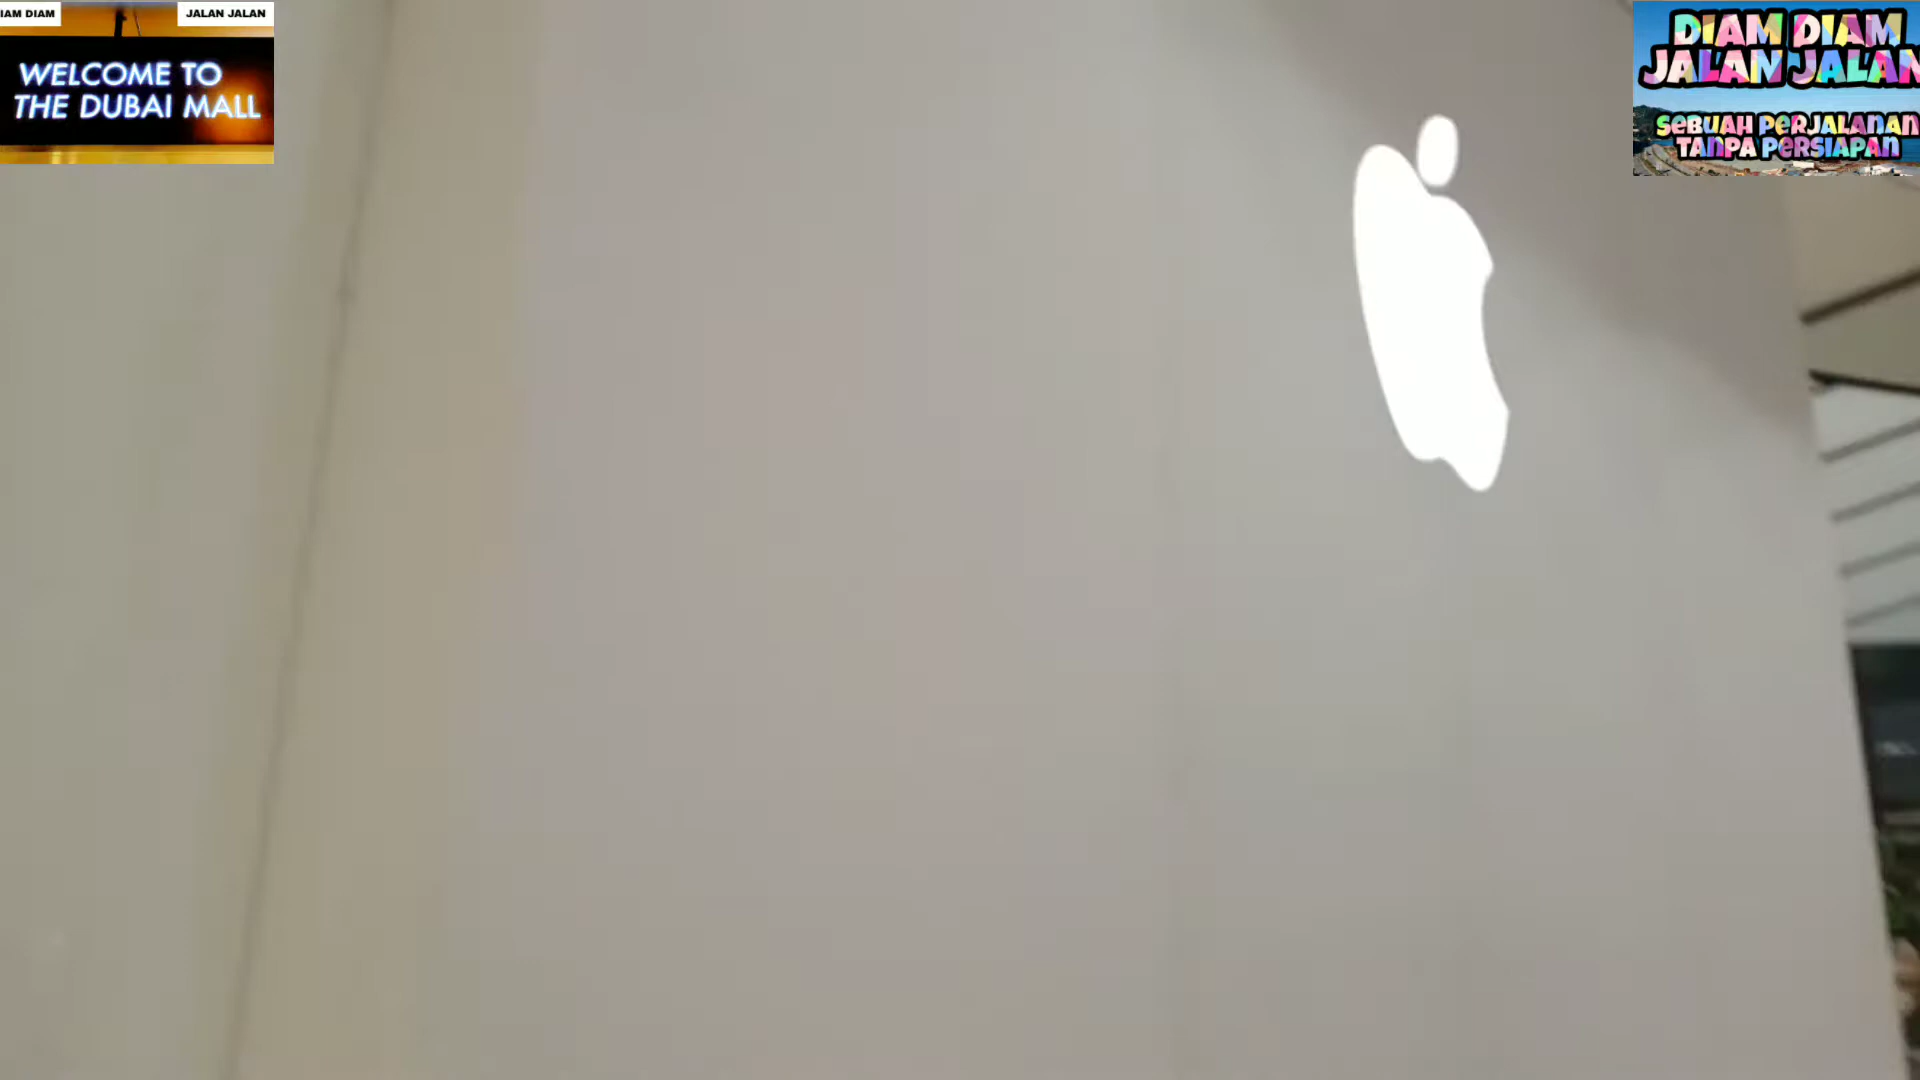 IAM DIAM
JALAN JALAN
WELCOME TO
THE DUBAI MALL
DIAM DIAM
JALAN JALAN
SEBUAH PERJALANAN
TANPA PERSIAPAN